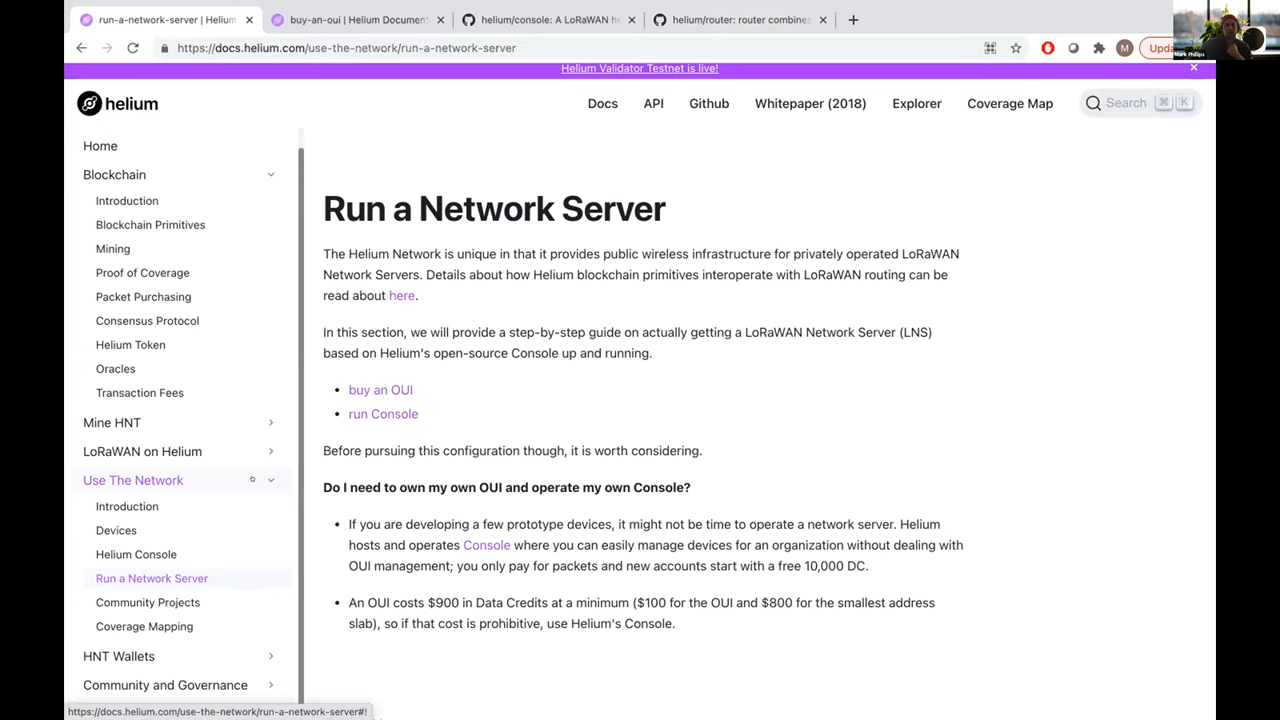 run-a-network-server | Helium
buy-an-oui | Helium Document
helium/console: A LoRaWAN he
helium/router: router combines
https://docs.helium.com/use-the-network/run-a-network-server
M
Upda
Mark Phillips
Helium Validator Testnet is live!
helium
Docs
API
Github
Whitepaper (2018)
Explorer
Coverage Map
Search
⌘
K
Home
Blockchain
Introduction
Blockchain Primitives
Mining
Proof of Coverage
Packet Purchasing
Consensus Protocol
Helium Token
Oracles
Transaction Fees
Mine HNT
LoRaWAN on Helium
Use The Network
Introduction
Devices
Helium Console
Run a Network Server
Community Projects
Coverage Mapping
HNT Wallets
Community and Governance
Run a Network Server
The Helium Network is unique in that it provides public wireless infrastructure for privately operated LoRaWAN
Network Servers. Details about how Helium blockchain primitives interoperate with LoRaWAN routing can be
read about here.
In this section, we will provide a step-by-step guide on actually getting a LoRaWAN Network Server (LNS)
based on Helium's open-source Console up and running.
• buy an OUI
• run Console
Before pursuing this configuration though, it is worth considering.
Do I need to own my own OUI and operate my own Console?
• If you are developing a few prototype devices, it might not be time to operate a network server. Helium
hosts and operates Console where you can easily manage devices for an organization without dealing with
OUI management; you only pay for packets and new accounts start with a free 10,000 DC.
• An OUI costs $900 in Data Credits at a minimum ($100 for the OUI and $800 for the smallest address
slab), so if that cost is prohibitive, use Helium's Console.
https://docs.helium.com/use-the-network/run-a-network-server#!